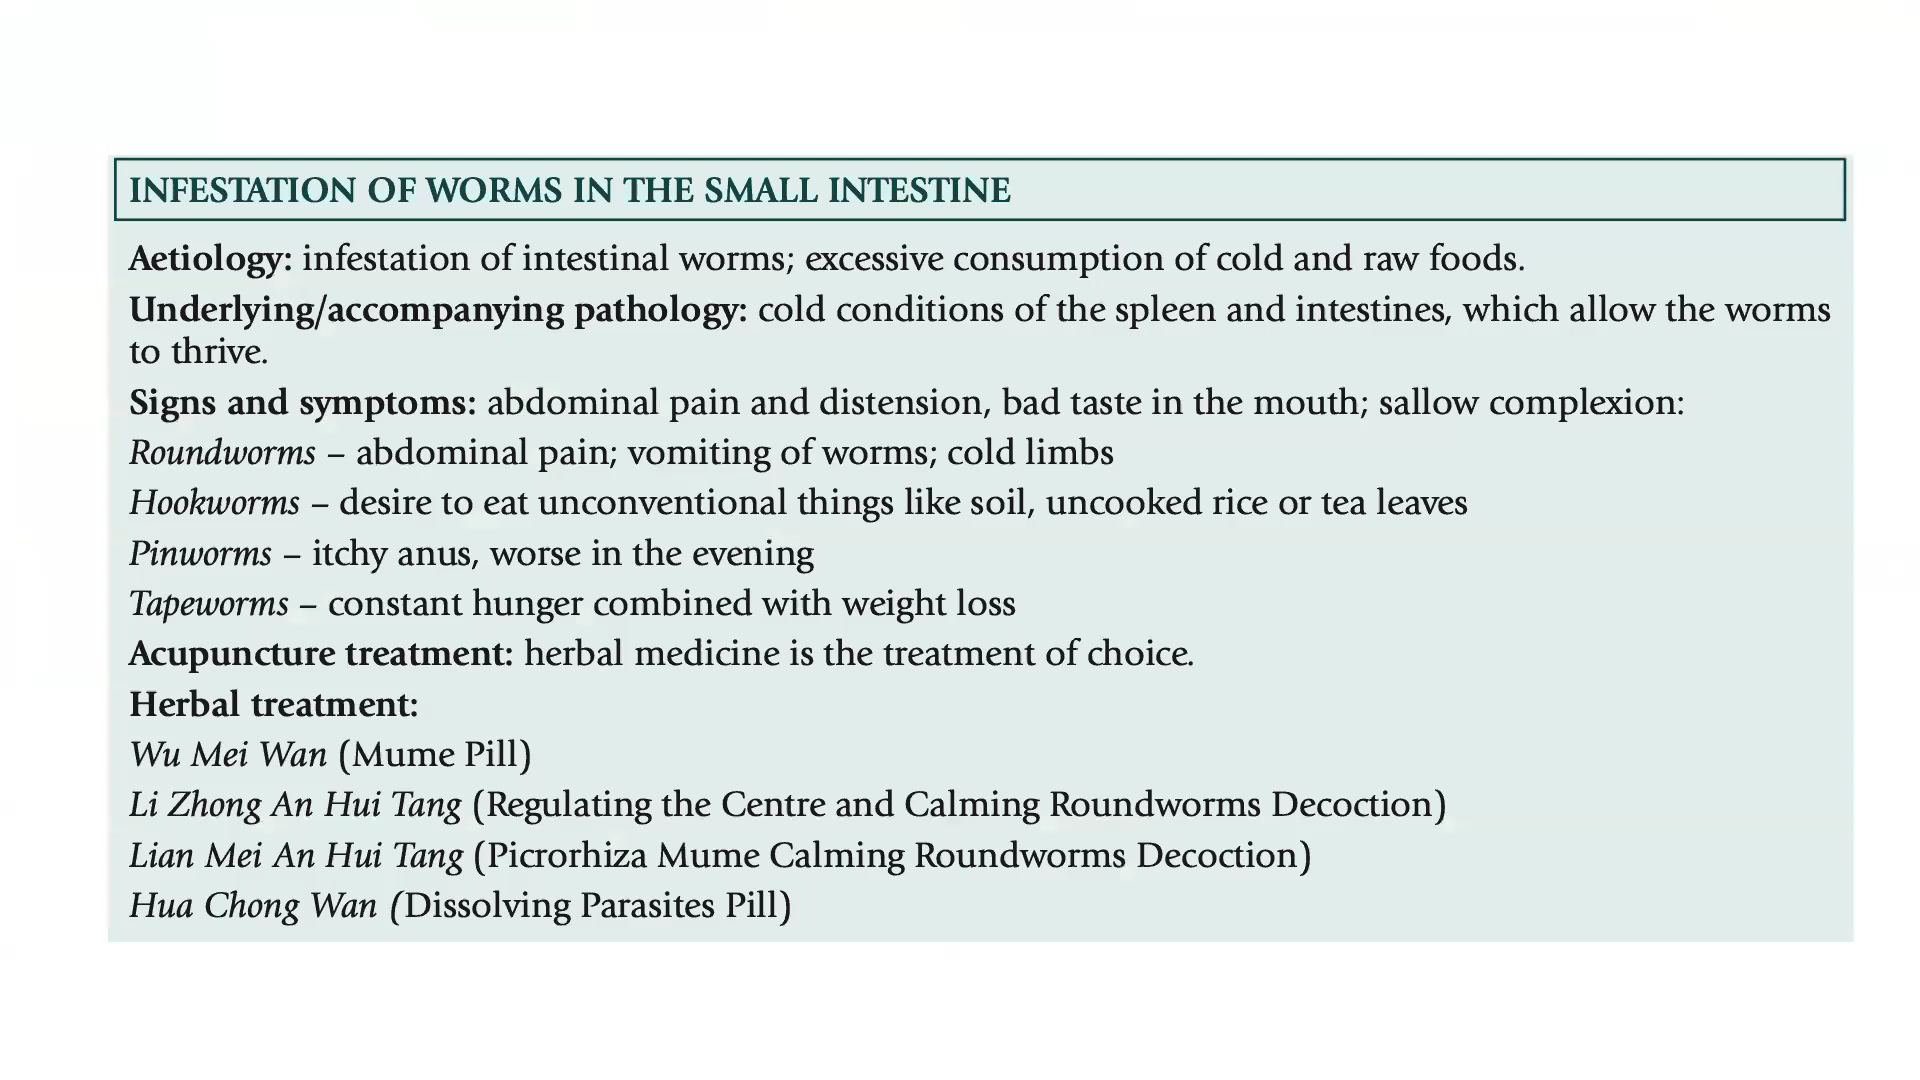 INFESTATION OF WORMS IN THE SMALL INTESTINE
Aetiology: infestation of intestinal worms; excessive consumption of cold and raw foods.
Underlying/accompanying pathology: cold conditions of the spleen and intestines, which allow the worms
to thrive.
Signs and symptoms: abdominal pain and distension, bad taste in the mouth; sallow complexion:
Roundworms – abdominal pain; vomiting of worms; cold limbs
Hookworms – desire to eat unconventional things like soil, uncooked rice or tea leaves
Pinworms – itchy anus, worse in the evening
Tapeworms – constant hunger combined with weight loss
Acupuncture treatment: herbal medicine is the treatment of choice.
Herbal treatment:
Wu Mei Wan (Mume Pill)
Li Zhong An Hui Tang (Regulating the Centre and Calming Roundworms Decoction)
Lian Mei An Hui Tang (Picrorhiza Mume Calming Roundworms Decoction)
Hua Chong Wan (Dissolving Parasites Pill)